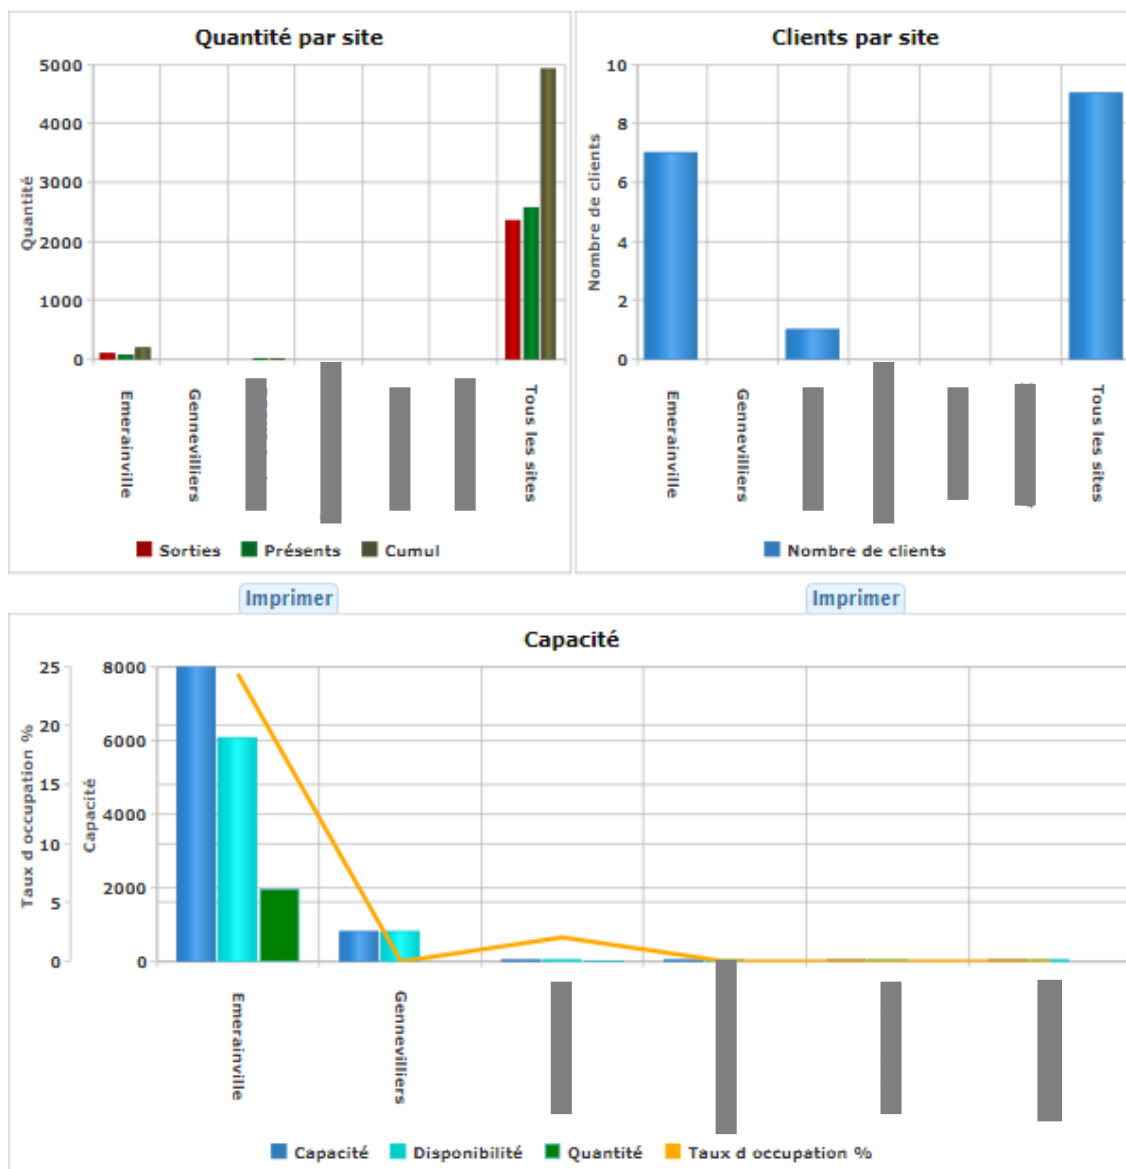 Quantité par site
5000
4000
3000
2000
1000
0
Quantité
Emerainville
Gennevilliers
Tous les sites
Sorties Présents Cumul
Imprimer
Clients par site
10
8
6
4
2
0
Nombre de clients
Emerainville
Gennevilliers
Tous les sites
Nombre de clients
Imprimer
Capacité
25
20
15
10
5
0
Taux d occupation %
8000
6000
4000
2000
0
Capacité
Emerainville
Gennevilliers
Capacité Disponibilité Quantité Taux d occupation %